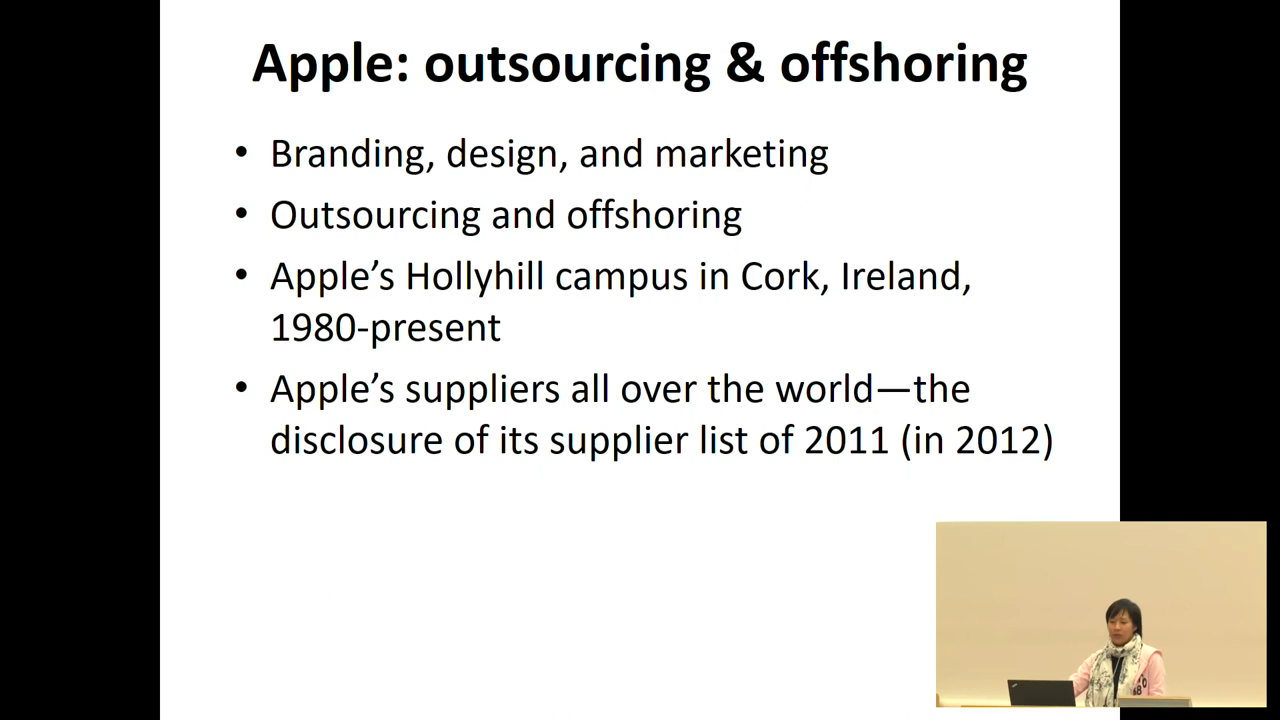 Apple: outsourcing & offshoring
• Branding, design, and marketing
• Outsourcing and offshoring
• Apple’s Hollyhill campus in Cork, Ireland,
1980-present
• Apple’s suppliers all over the world—the
disclosure of its supplier list of 2011 (in 2012)